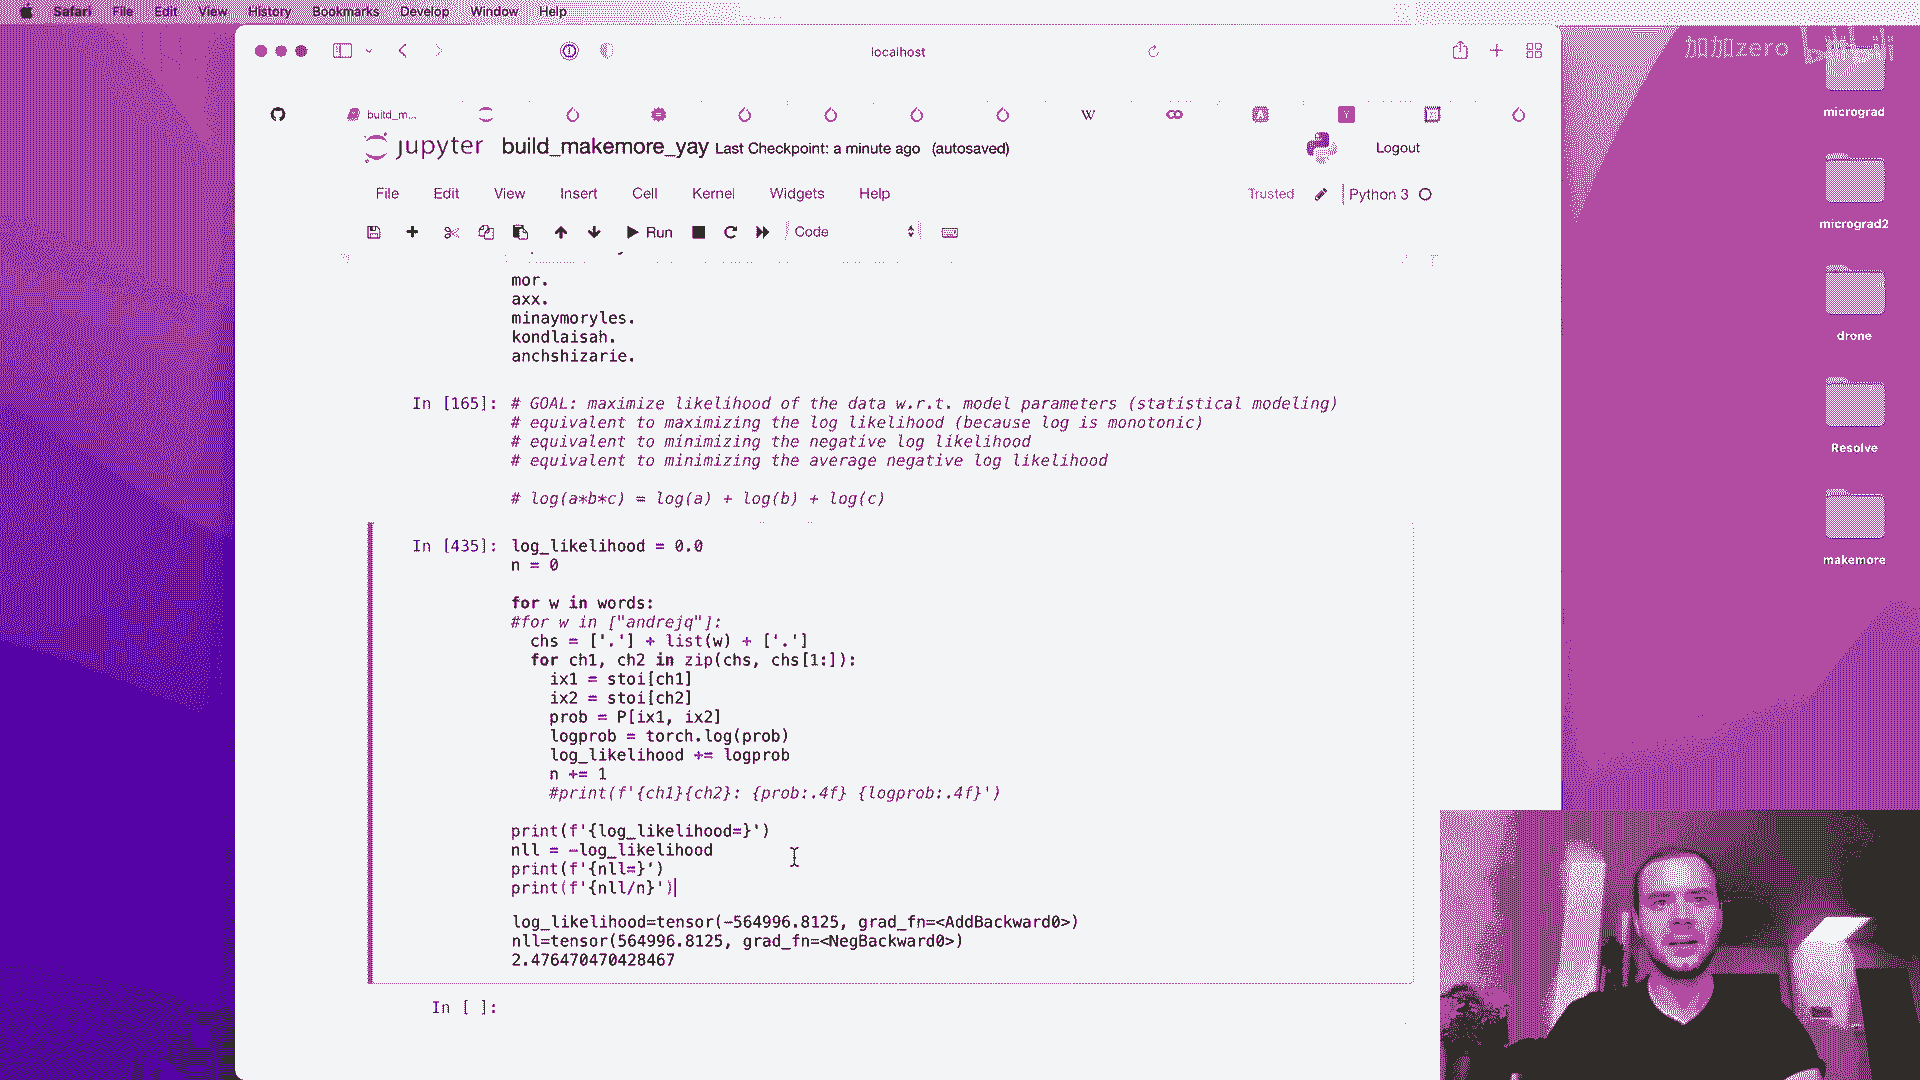 Safari File Edit View History Bookmarks Develop Window Help
加加zero
localhost
build_m...
W
Y
jupyter build_makemore_yay Last Checkpoint: a minute ago (autosaved)
Logout
File Edit View Insert Cell Kernel Widgets Help
Trusted Python 3
Run Code
mor.
axx.
minaymoryles.
kondlaisah.
anchshizarie.
In [165]: # GOAL: maximize likelihood of the data w.r.t. model parameters (statistical modeling)
# equivalent to maximizing the log likelihood (because log is monotonic)
# equivalent to minimizing the negative log likelihood
# equivalent to minimizing the average negative log likelihood
# log(a*b*c) = log(a) + log(b) + log(c)
In [435]: log_likelihood = 0.0
n = 0
for w in words:
#for w in ["andrejq"]:
chs = ['.'] + list(w) + ['.']
for ch1, ch2 in zip(chs, chs[1:]):
ix1 = stoi[ch1]
ix2 = stoi[ch2]
prob = P[ix1, ix2]
logprob = torch.log(prob)
log_likelihood += logprob
n += 1
#print(f'{ch1}{ch2}: {prob:.4f} {logprob:.4f}')
print(f'{log_likelihood=}')
nll = -log_likelihood
print(f'{nll=}')
print(f'{nll/n}')
log_likelihood=tensor(-564996.8125, grad_fn=<AddBackward0>)
nll=tensor(564996.8125, grad_fn=<NegBackward0>)
2.476470470428467
In [ ]:
micrograd
micrograd2
drone
Resolve
makemore